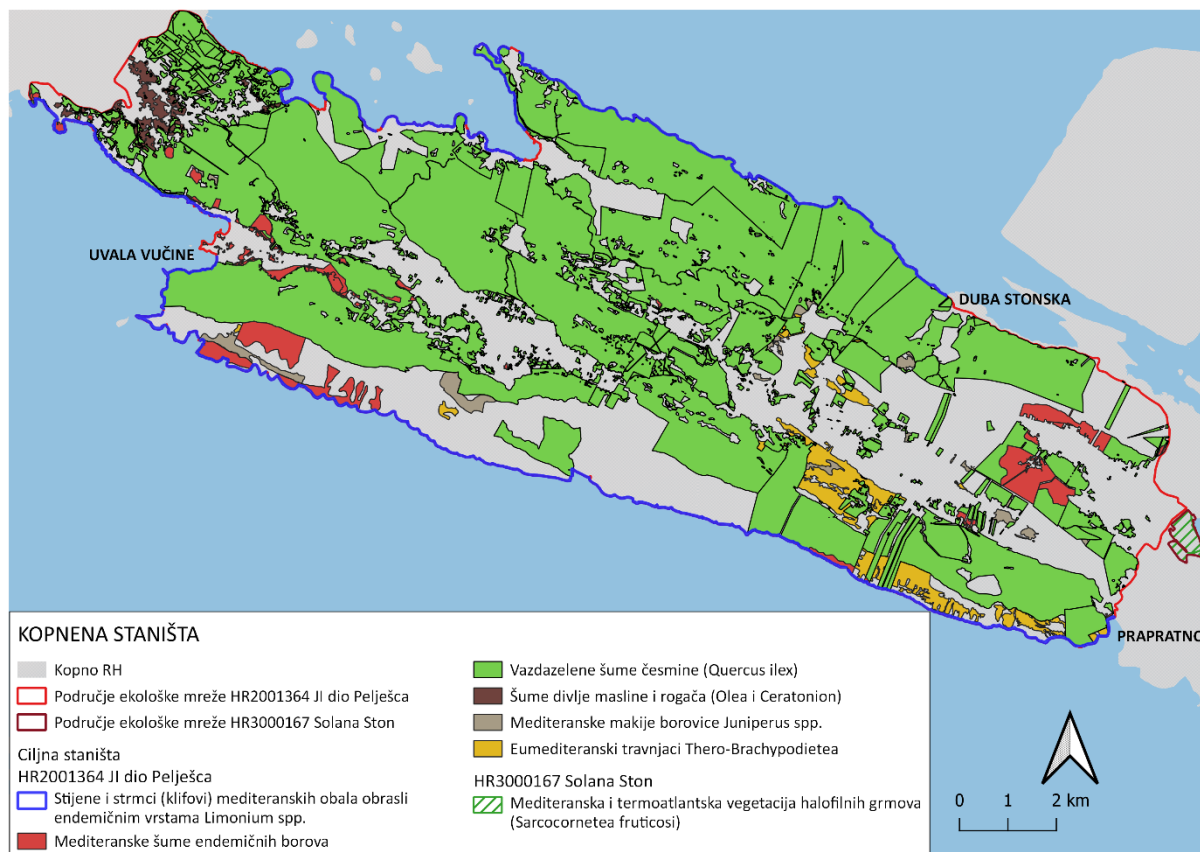 UVALA VUČINE
DUBA STONSKA
PRAPRATNO
KOPNENA STANIŠTA
Kopno RH
Područje ekološke mreže HR2001364 JI dio Pelješca
Područje ekološke mreže HR3000167 Solana Ston
Ciljna staništa
HR2001364 JI dio Pelješca
Stijene i strmci (klifovi) mediteranskih obala obrasli
endemičnim vrstama Limonium spp.
Mediteranske šume endemičnih borova
Vazdazelene šume česmine (Quercus ilex)
Šume divlje masline i rogača (Olea i Ceratonion)
Mediteranske makije borovice Juniperus spp.
Eumediteranski travnjaci Thero-Brachypodietea
HR3000167 Solana Ston
Mediteranska i termoatlantska vegetacija halofilnih grmova
(Sarcocornetea fruticosi)
0 1 2 km